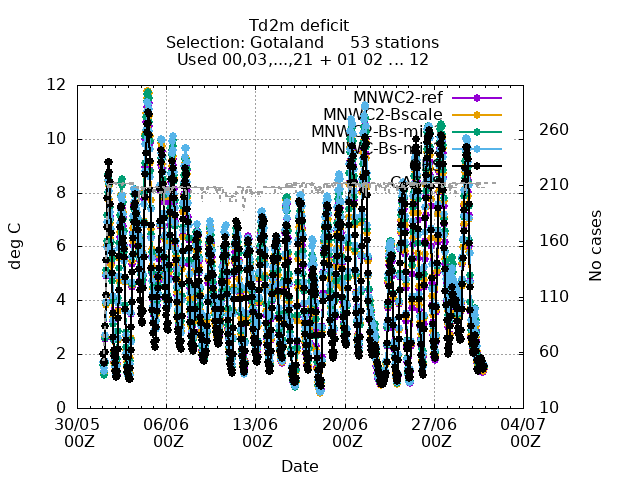 Td2m deficit
Selection: Gotaland 53 stations
Used 00,03,...,21 + 01 02 ... 12
MNWC2-ref
MNWC2-Bscale
12
10
8
6
4
2
0
260
210
160
110
60
10
deg C
No cases
30/05 06/06 13/06 20/06 27/06 04/07
00Z 00Z 00Z 00Z 00Z 00Z
Date